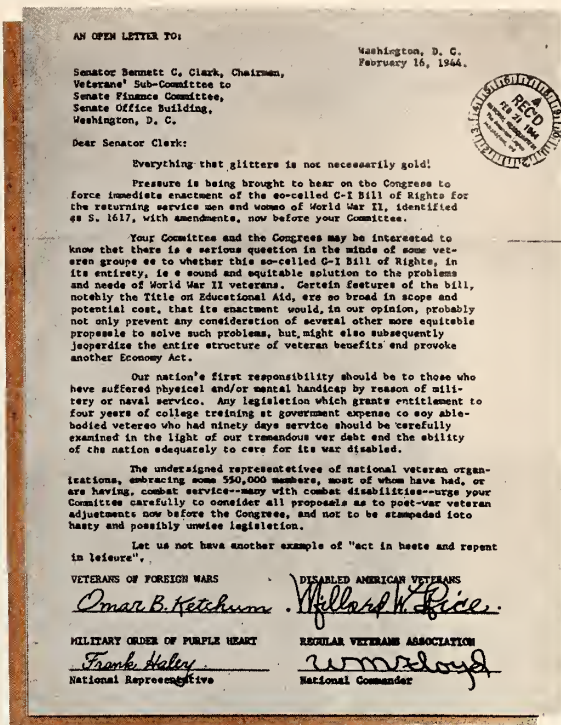 AN OPEN LETTER TO:
Washington, D. C.
February 16, 1944.
Senator Bennett C. Clark, Chairman,
Veterans' Sub-Committee to
Senate Finance Committee,
Senate Office Building,
Washington, D. C.
REC'D
FEB 1944
Dear Senator Clark:
Everything that glitters is not necessarily gold!
Pressure is being brought to bear on the Congress to
force immediate enactment of the so-called G-I Bill of Rights for
the returning service men and women of World War II, identified
as S. 1617, with amendments, now before your Committee.
Your Committee and the Congress may be interested to
know that there is a serious question in the minds of some vet-
eran groups as to whether this so-called G-I Bill of Rights, in
its entirety, is a sound and equitable solution to the problems
and needs of World War II veterans. Certain features of the bill,
notably the Title on Educational Aid, are so broad in scope and
potential cost, that its enactment would, in our opinion, probably
not only prevent any consideration of several other more equitable
proposals to solve such problems, but might also subsequently
jeopardize the entire structure of veteran benefits and provoke
another Economy Act.
Our nation's first responsibility should be to those who
have suffered physical and/or mental handicap by reason of mili-
tary or naval service. Any legislation which grants entitlement to
four years of college training at government expense to any able-
bodied veteran who had ninety days service should be carefully
examined in the light of our tremendous war debt and the ability
of the nation adequately to care for its war disabled.
The undersigned representatives of national veteran organ-
izations, embracing some 550,000 members, most of whom have had, or
are having, combat service--many with combat disabilities--urge your
Committee carefully to consider all proposals as to post-war veteran
adjustments now before the Congress, and not to be stampeded into
hasty and possibly unwise legislation.
Let us not have another example of "act in haste and repent
in leisure".
VETERANS OF FOREIGN WARS DISABLED AMERICAN VETERANS
Omar B. Ketchum Millard W. Rice
MILITARY ORDER OF PURPLE HEART REGULAR VETERANS ASSOCIATION
Frank Haley Wm Floyd
National Representative National Commander